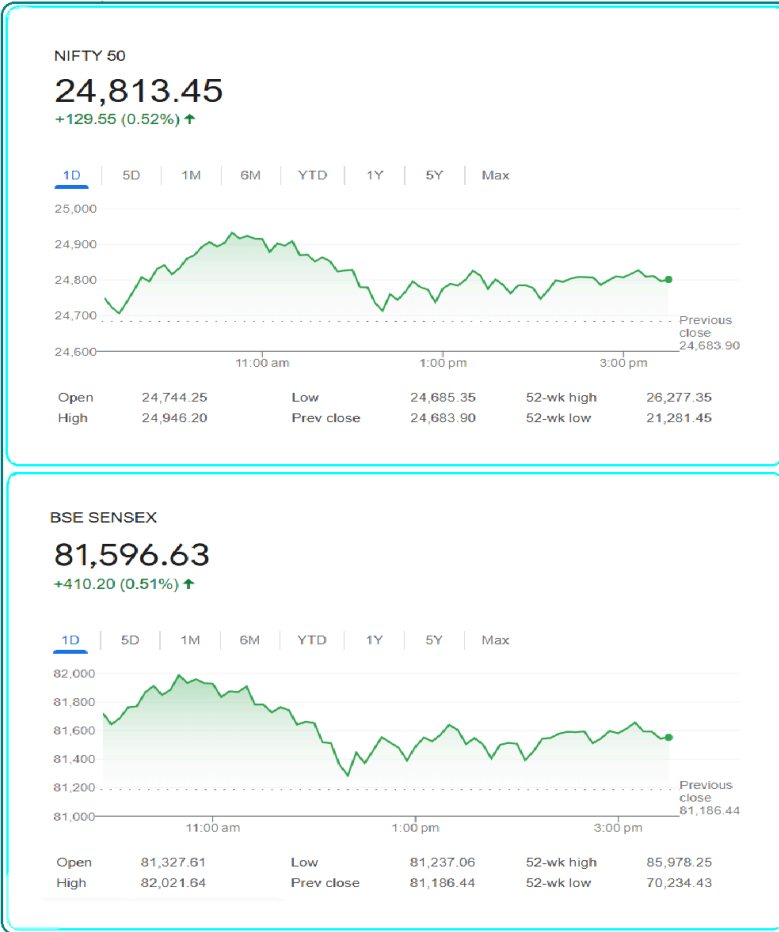 NIFTY 50
24,813.45
+129.55 (0.52%) ↑
1D 5D 1M 6M YTD 1Y 5Y Max
25,000
24,900
24,800
24,700
24,600
Previous
close
24,683.90
11:00 am 1:00 pm 3:00 pm
Open 24,744.25 Low 24,685.35 52-wk high 26,277.35
High 24,946.20 Prev close 24,683.90 52-wk low 21,281.45
BSE SENSEX
81,596.63
+410.20 (0.51%) ↑
1D 5D 1M 6M YTD 1Y 5Y Max
82,000
81,800
81,600
81,400
81,200
81,000
Previous
close
81,186.44
11:00 am 1:00 pm 3:00 pm
Open 81,327.61 Low 81,237.06 52-wk high 85,978.25
High 82,021.64 Prev close 81,186.44 52-wk low 70,234.43